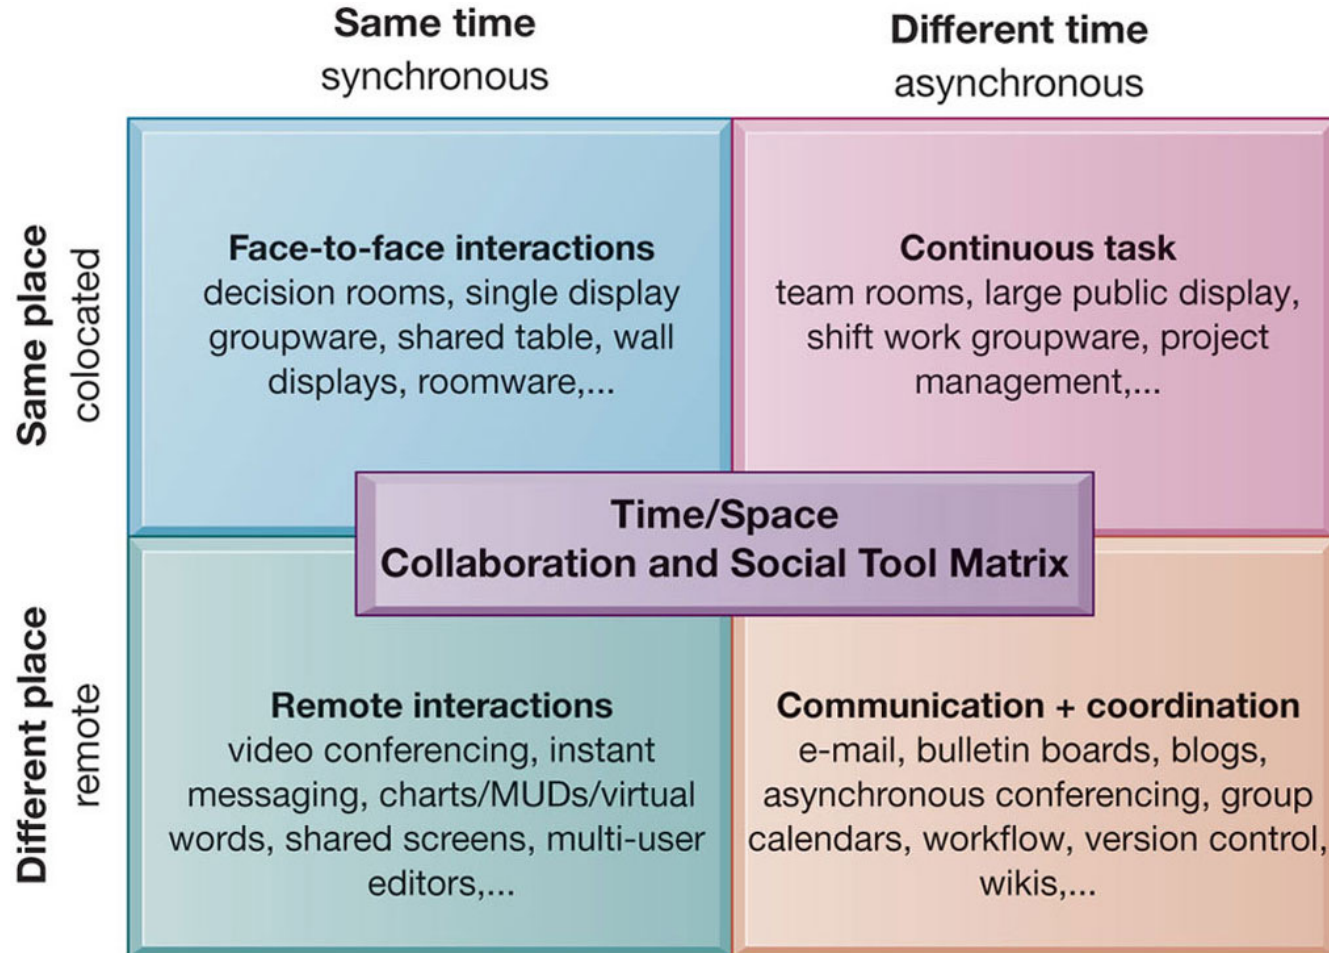 Same time
synchronous
Different time
asynchronous
Same place
colocated
Face-to-face interactions
decision rooms, single display
groupware, shared table, wall
displays, roomware,...
Continuous task
team rooms, large public display,
shift work groupware, project
management,...
Time/Space
Collaboration and Social Tool Matrix
Different place
remote
Remote interactions
video conferencing, instant
messaging, charts/MUDs/virtual
words, shared screens, multi-user
editors,...
Communication + coordination
e-mail, bulletin boards, blogs,
asynchronous conferencing, group
calendars, workflow, version control,
wikis,...